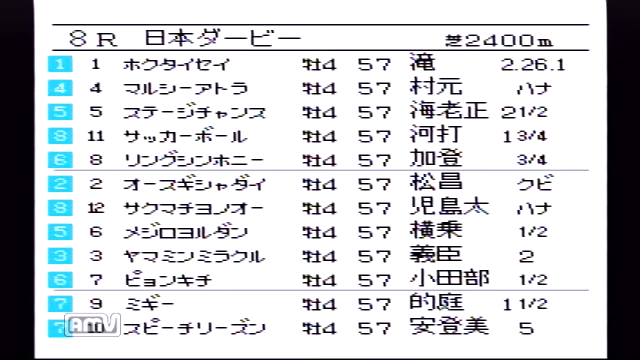 8R 日本ダービー 芝2400m
1 1 ホクタイセイ 牡4 57 滝 2.26.1
4 4 マルシーアトラ 牡4 57 村元 ハナ
5 5 ステージチャンス 牡4 57 海老正 2 1/2
8 11 サッカーボール 牡4 57 河打 1 3/4
6 8 リングシンホニー 牡4 57 加登 3/4
2 2 オースギシャダイ 牡4 57 松昌 クビ
8 12 サクマチヨノオー 牡4 57 児島太 ハナ
5 6 メジロヨルダン 牡4 57 横乗 1/2
3 3 ヤマミンミラクル 牡4 57 義臣 2
6 7 ピョンキチ 牡4 57 小田部 1/2
7 9 ミギー 牡4 57 的庭 1 1/2
7 10 スピーチリーズン 牡4 57 安登美 5
AMV